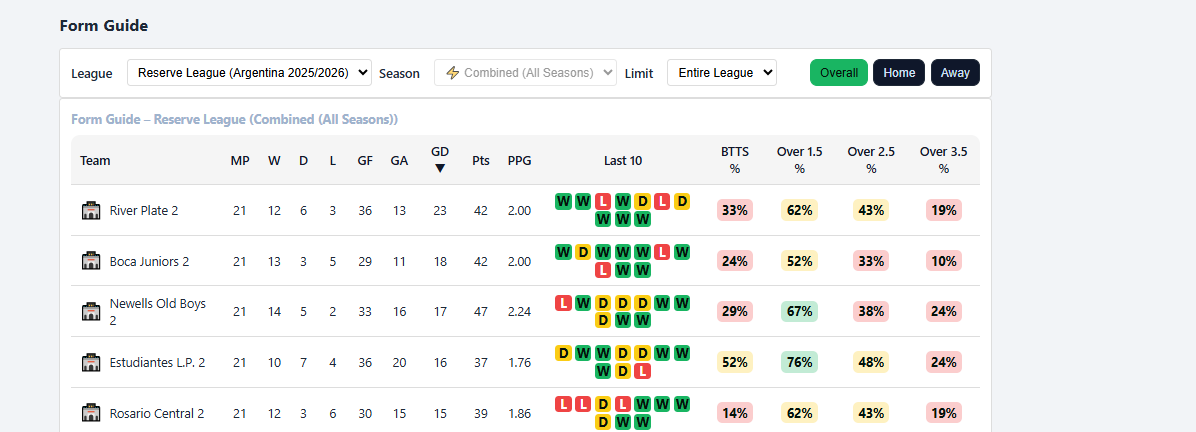 Form Guide
League Reserve League (Argentina 2025/2026) Season ⚡ Combined (All Seasons) Limit Entire League Overall Home Away
Form Guide – Reserve League (Combined (All Seasons))
Team MP W D L GF GA GD ▼ Pts PPG Last 10 BTTS % Over 1.5 % Over 2.5 % Over 3.5 %
River Plate 2 21 12 6 3 36 13 23 42 2.00 W W L W D L D 33% 62% 43% 19%
W W W
Boca Juniors 2 21 13 3 5 29 11 18 42 2.00 W D W W W L W 24% 52% 33% 10%
L W W
Newells Old Boys 2 21 14 5 2 33 16 17 47 2.24 L W D D D W W 29% 67% 38% 24%
D W W
Estudiantes L.P. 2 21 10 7 4 36 20 16 37 1.76 D W W D D W W 52% 76% 48% 24%
W D L
Rosario Central 2 21 12 3 6 30 15 15 39 1.86 L L D L W W W 14% 62% 43% 19%
D W W